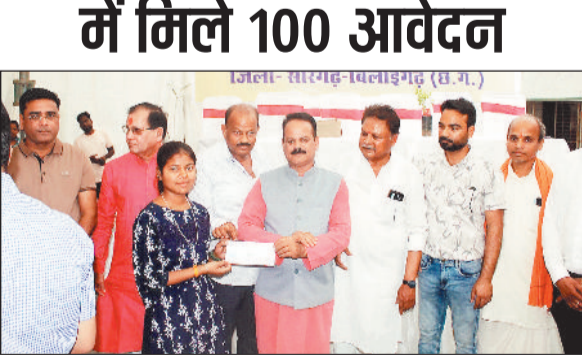 में मिले 100 आवेदन
जिला- सारंगढ़-बिलाईगढ़ (छ.ग.)